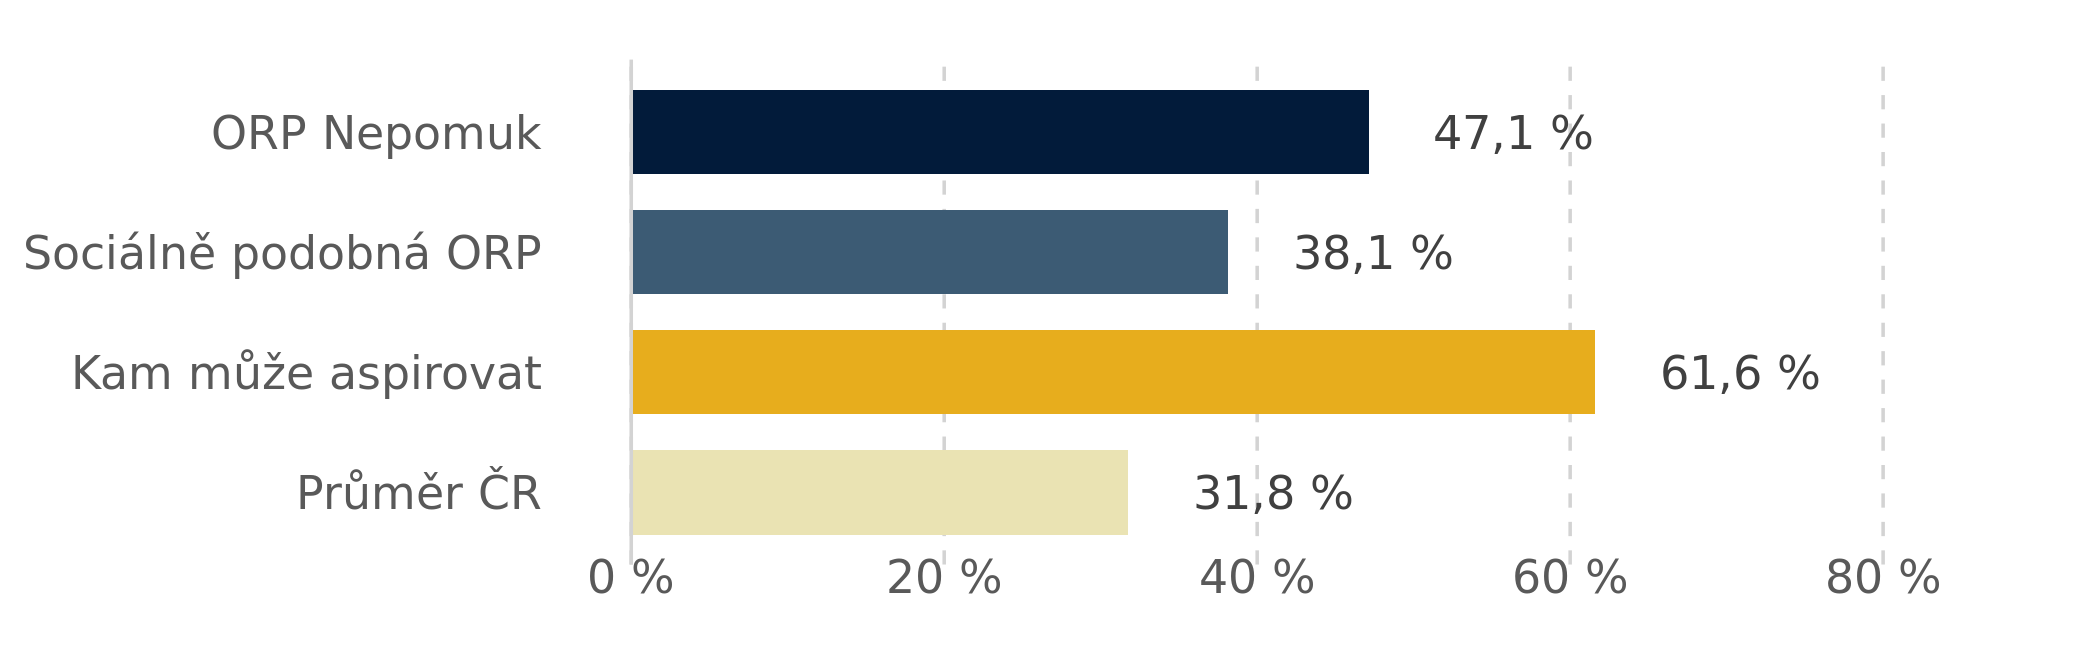 ORP Nepomuk 47,1 %
Sociálně podobná ORP 38,1 %
Kam může aspirovat 61,6 %
Průměr ČR 31,8 %
0 % 20 % 40 % 60 % 80 %